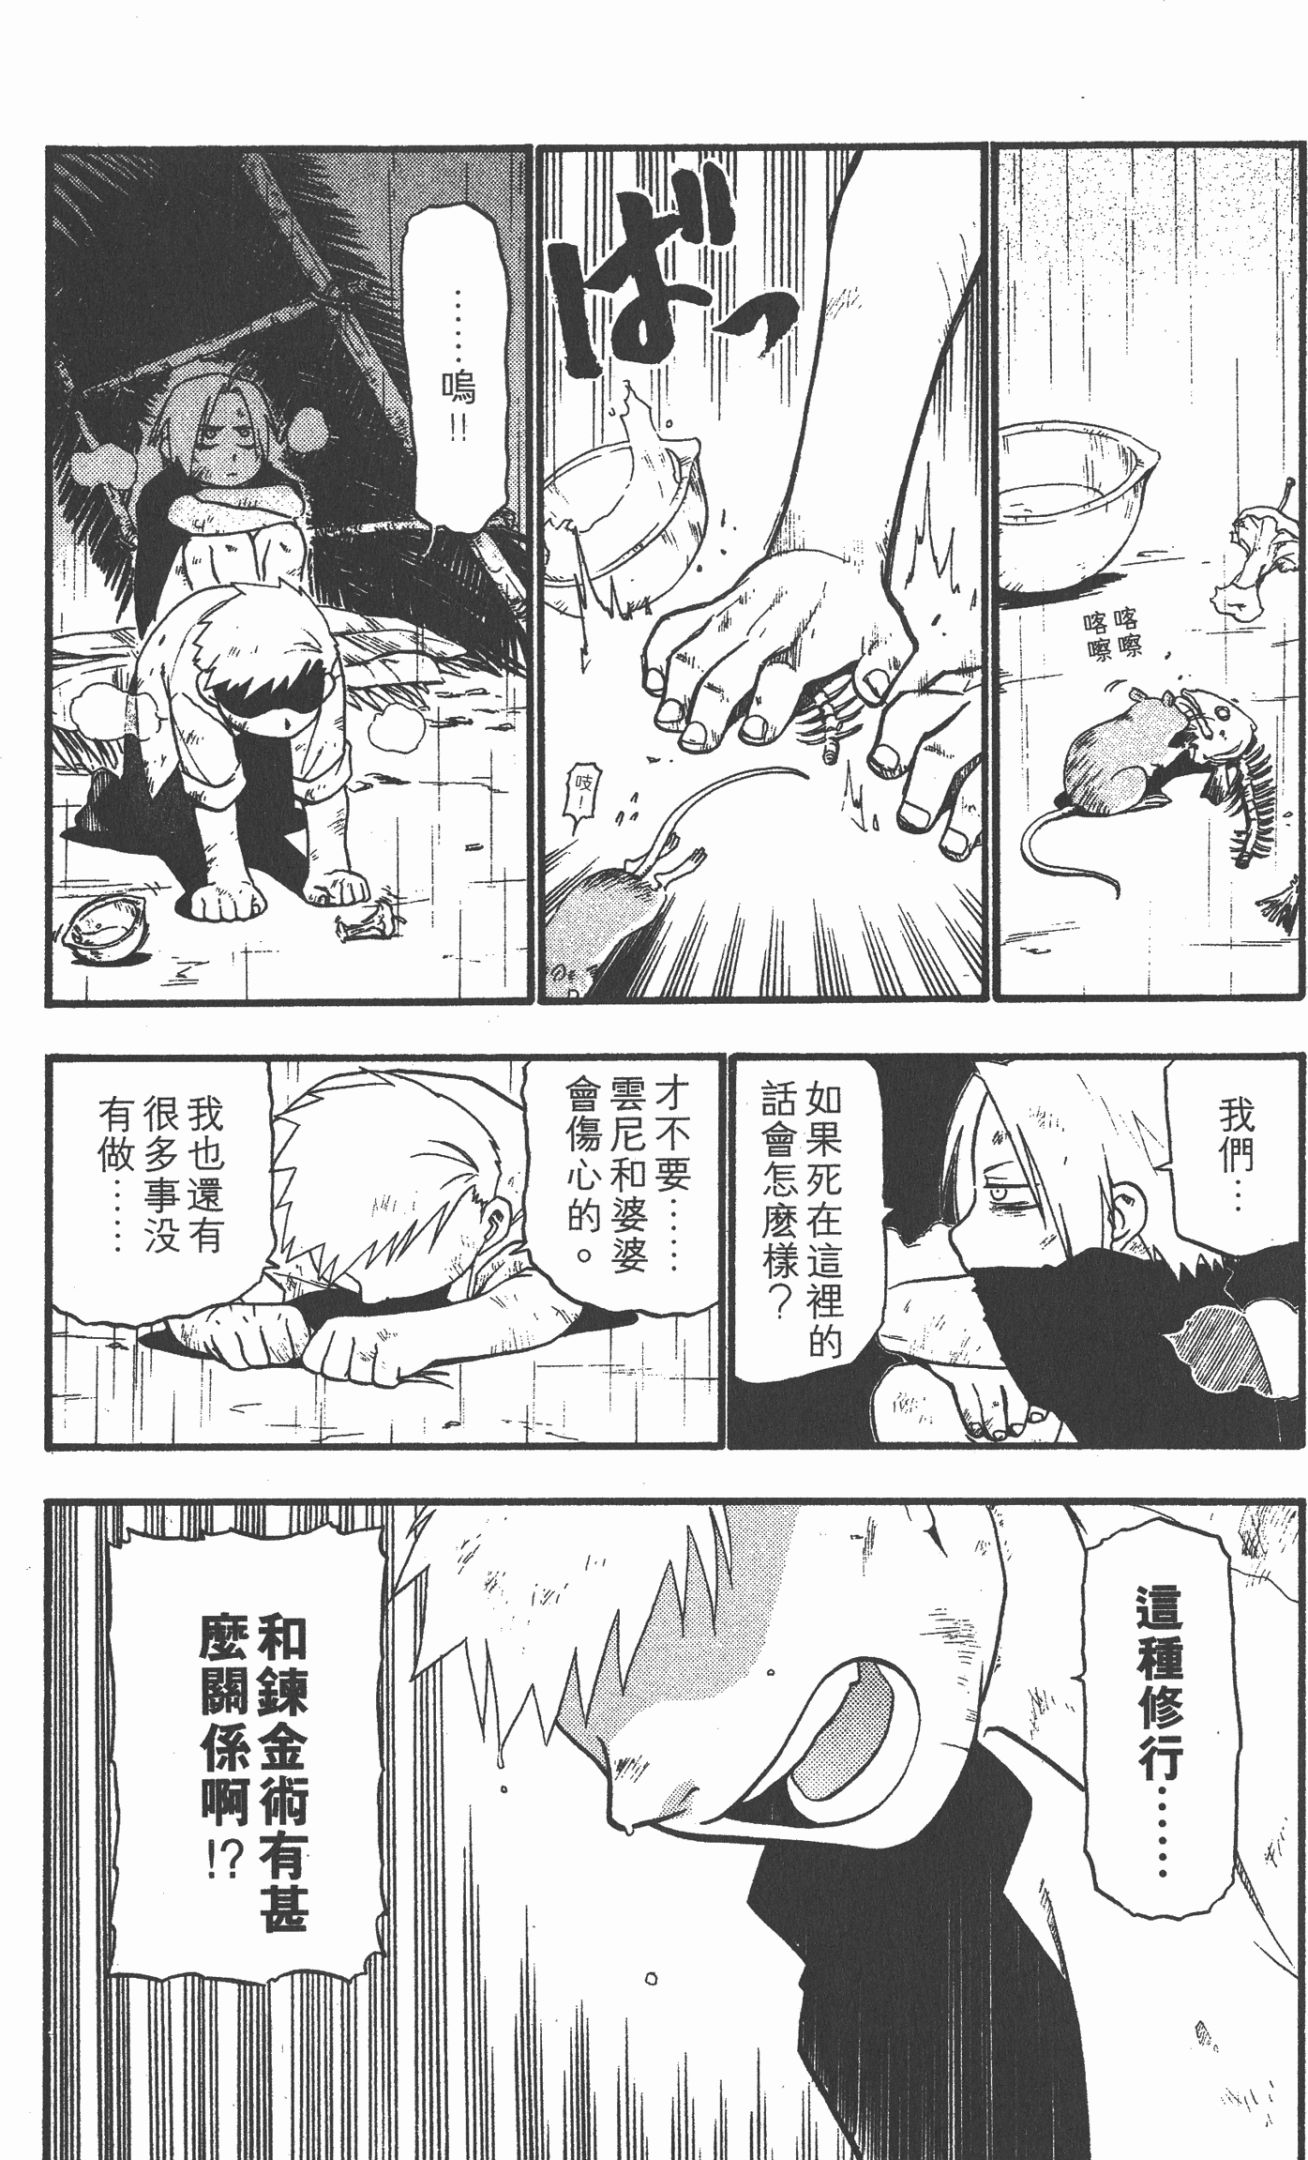 喀嚓
喀嚓
ばっ
吱ー
……嗚!!
我們…
如果死在這裡的
話會怎麼樣？
才不要……
雲尼和婆婆
會傷心的。
我也還有
很多事没
有做……
這種修行……
和鍊金術有甚
麼關係啊!?